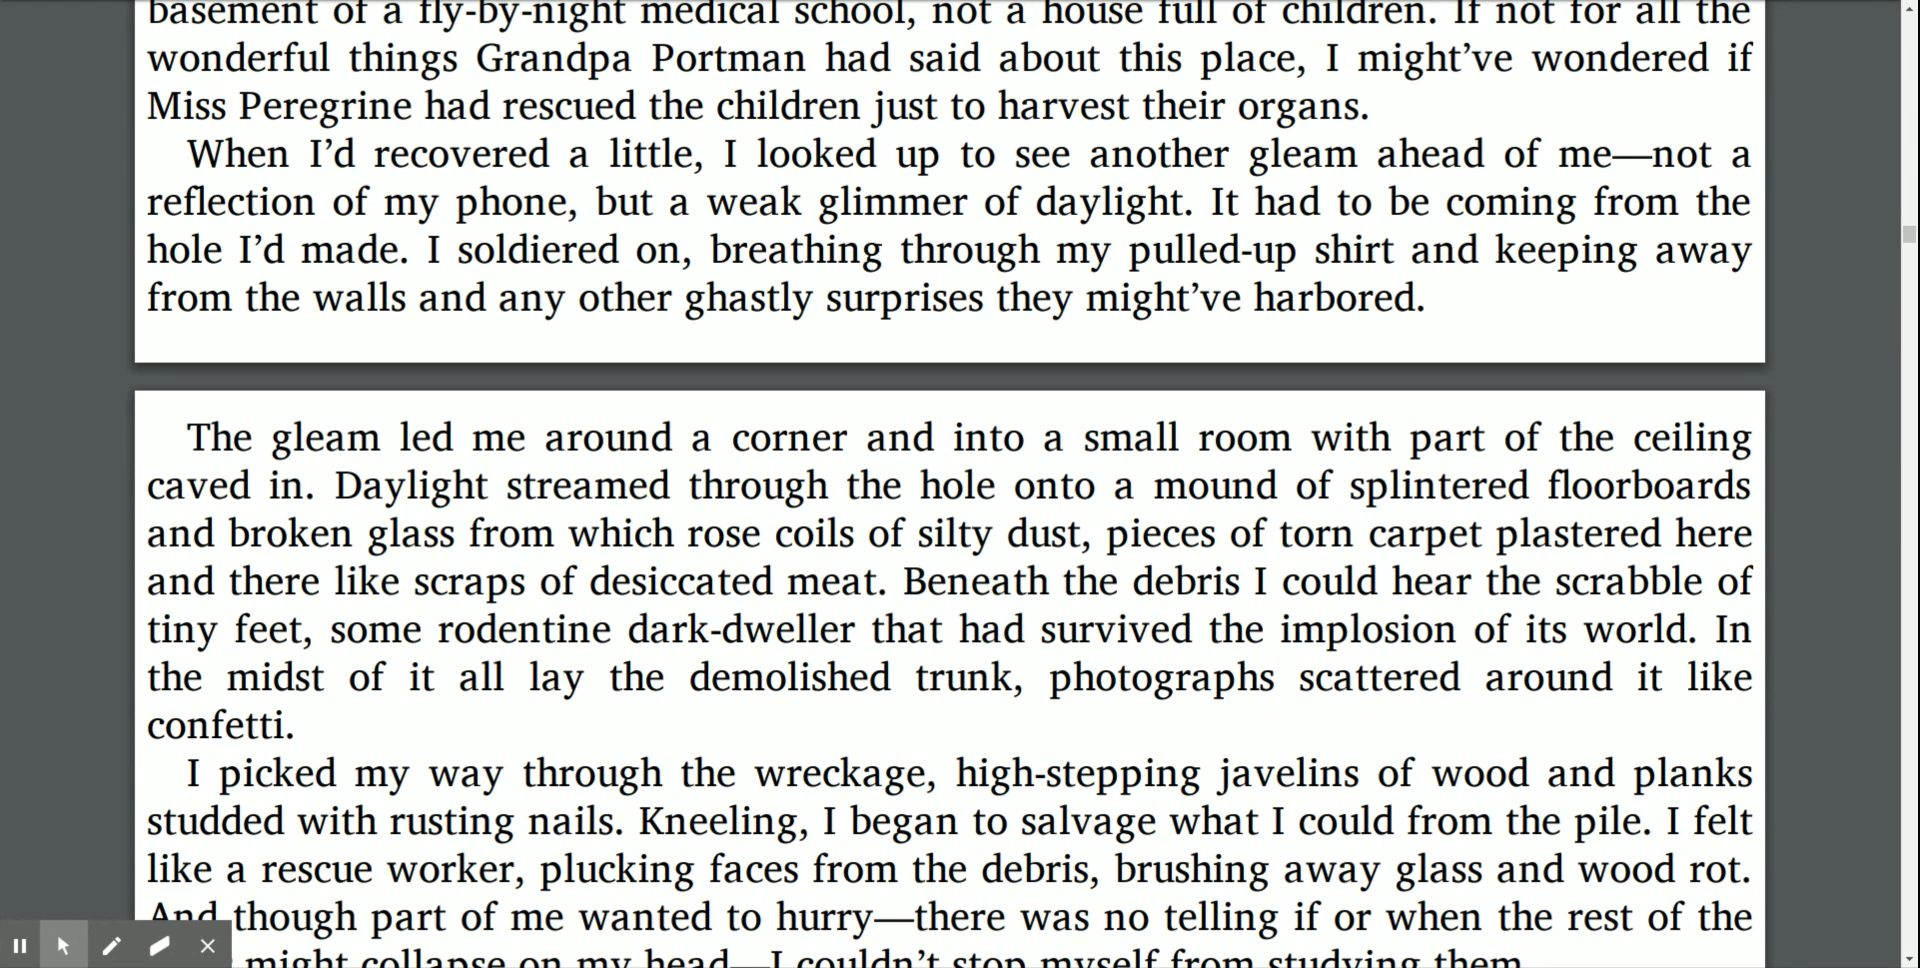 basement of a fly-by-night medical school, not a house full of children. If not for all the
wonderful things Grandpa Portman had said about this place, I might’ve wondered if
Miss Peregrine had rescued the children just to harvest their organs.
When I’d recovered a little, I looked up to see another gleam ahead of me—not a
reflection of my phone, but a weak glimmer of daylight. It had to be coming from the
hole I’d made. I soldiered on, breathing through my pulled-up shirt and keeping away
from the walls and any other ghastly surprises they might’ve harbored.
The gleam led me around a corner and into a small room with part of the ceiling
caved in. Daylight streamed through the hole onto a mound of splintered floorboards
and broken glass from which rose coils of silty dust, pieces of torn carpet plastered here
and there like scraps of desiccated meat. Beneath the debris I could hear the scrabble of
tiny feet, some rodentine dark-dweller that had survived the implosion of its world. In
the midst of it all lay the demolished trunk, photographs scattered around it like
confetti.
I picked my way through the wreckage, high-stepping javelins of wood and planks
studded with rusting nails. Kneeling, I began to salvage what I could from the pile. I felt
like a rescue worker, plucking faces from the debris, brushing away glass and wood rot.
And though part of me wanted to hurry—there was no telling if or when the rest of the
might collapse on my head—I couldn’t stop myself from studying them.